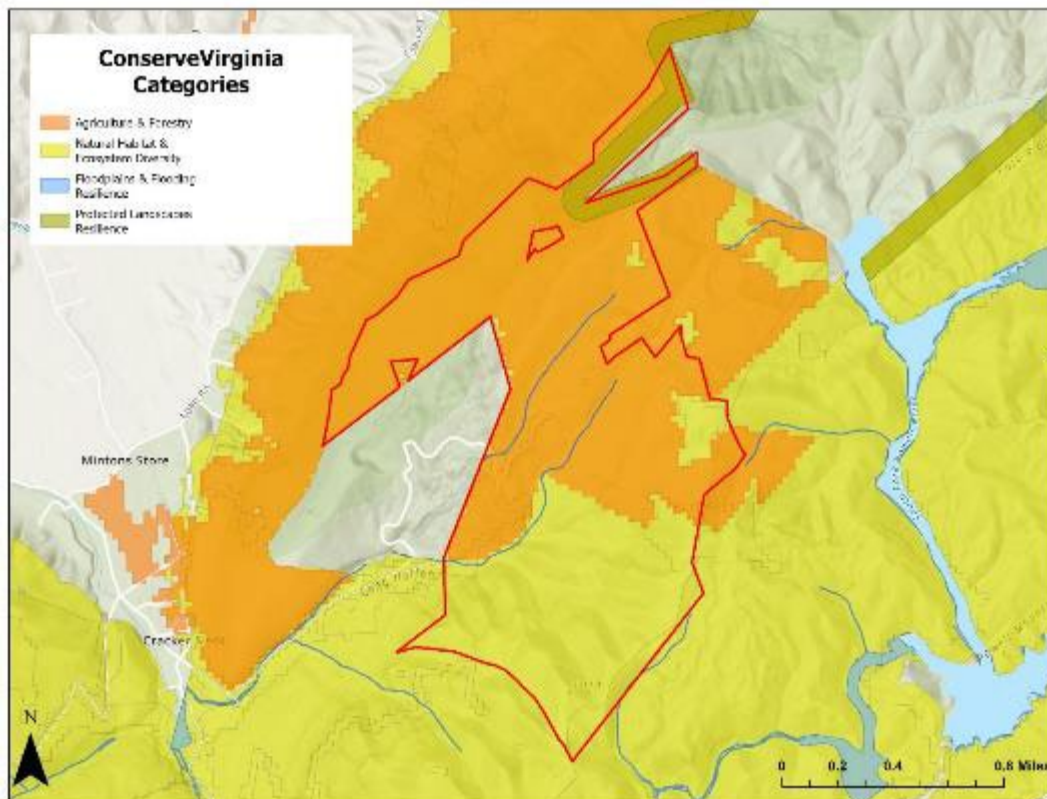 ConserveVirginia
Categories
Agriculture & Forestry
Natural Habitat &
Ecosystem Diversity
Floodplains & Flooding
Resilience
Protected Landscapes
Resilience
Mintons Store
Cracker
N
0 0.2 0.4 0.8 Miles